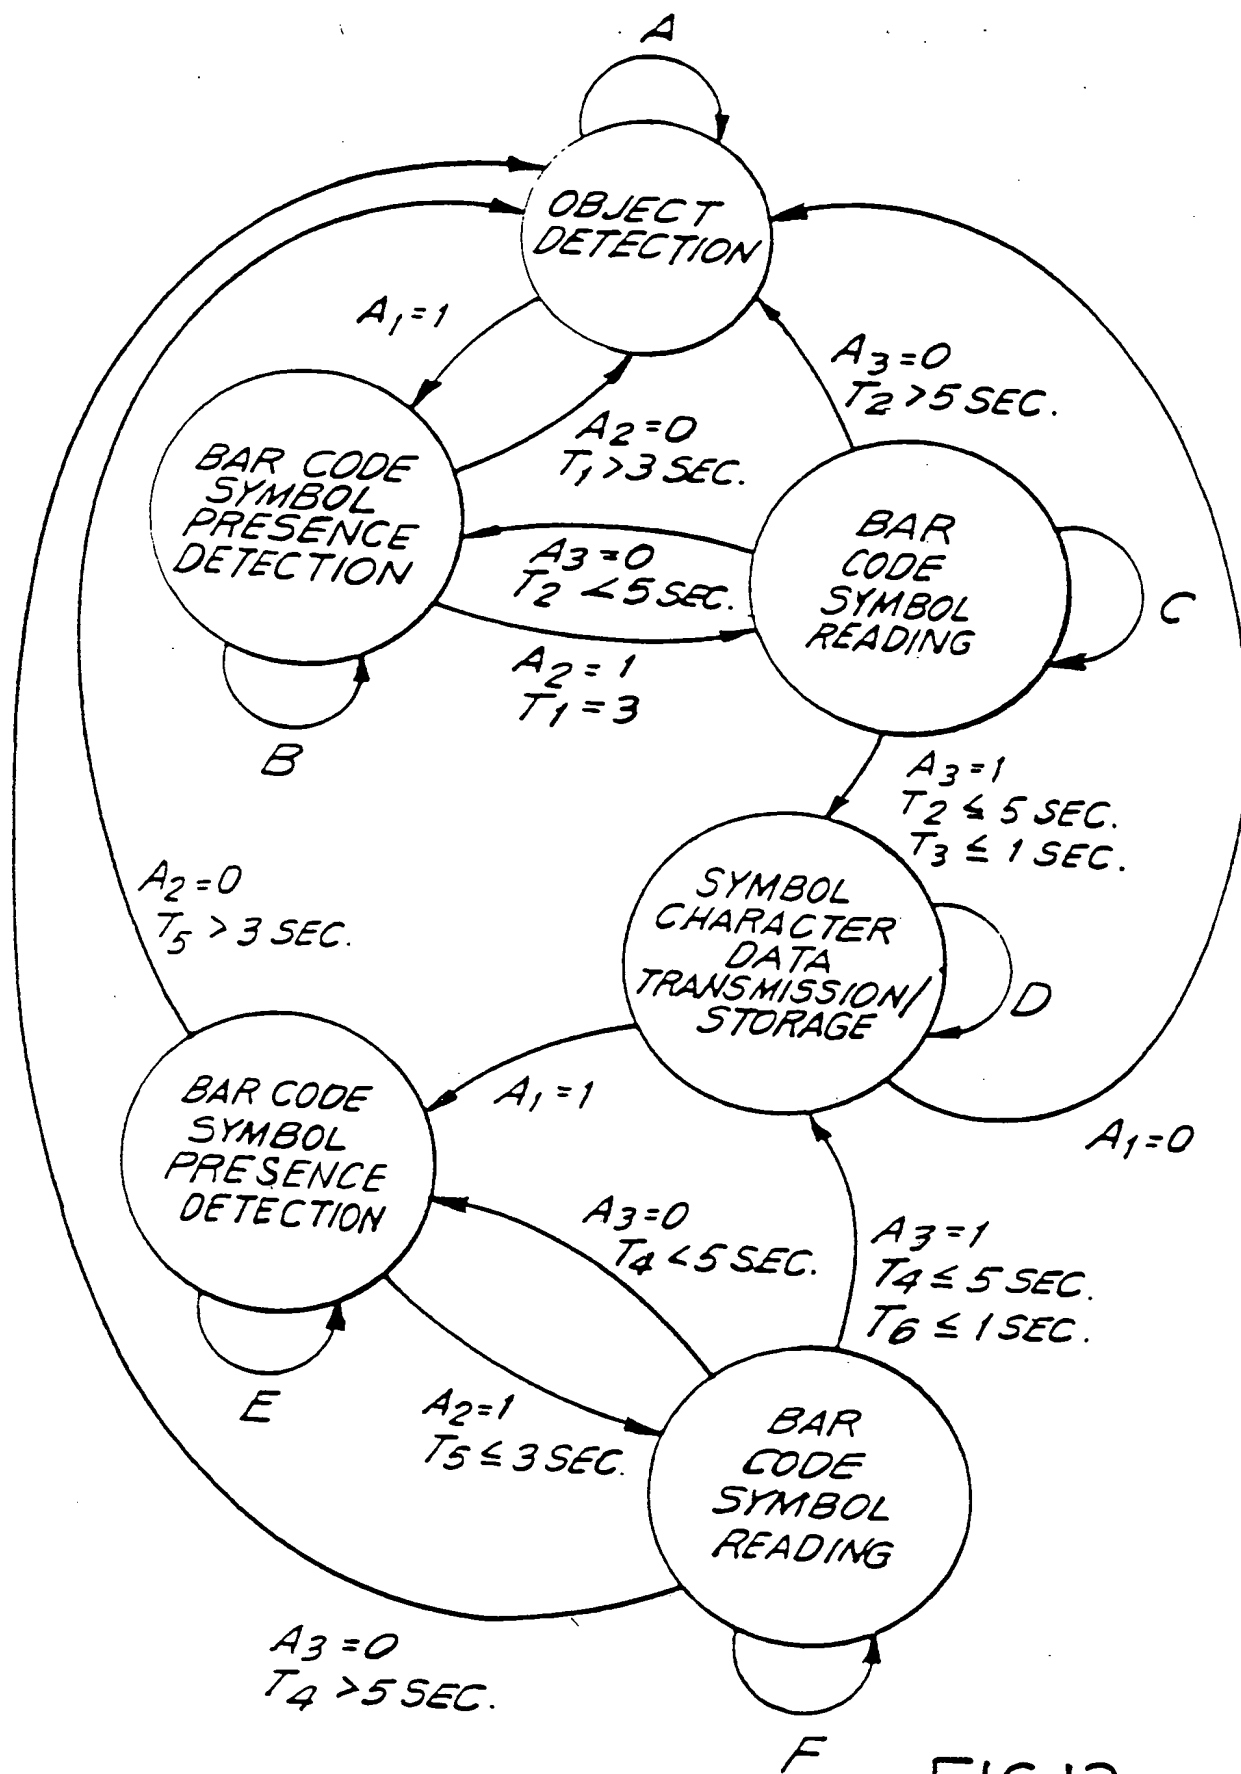 A
OBJECT
DETECTION
A1=1
A3=0
T2>5 SEC.
A2=0
T1>3 SEC.
BAR CODE
SYMBOL
PRESENCE
DETECTION
BAR
CODE
SYMBOL
READING
A3=0
T2<5 SEC.
C
A2=1
T1=3
B
A3=1
T2≤5 SEC.
T3≤1 SEC.
A2=0
T5>3 SEC.
SYMBOL
CHARACTER
DATA
TRANSMISSION/
STORAGE
D
BAR CODE
SYMBOL
PRESENCE
DETECTION
A1=1
A1=0
A3=0
T4<5 SEC.
A3=1
T4≤5 SEC.
T6≤1 SEC.
E
A2=1
T5≤3 SEC.
BAR
CODE
SYMBOL
READING
A3=0
T4>5 SEC.
F